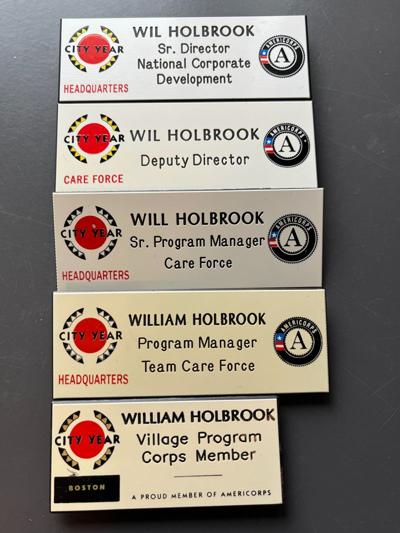 CITY YEAR
HEADQUARTERS
WIL HOLBROOK
Sr. Director
National Corporate
Development
AMERICORPS
A
CITY YEAR
CARE FORCE
WIL HOLBROOK
Deputy Director
AMERICORPS
A
CITY YEAR
HEADQUARTERS
WILL HOLBROOK
Sr. Program Manager
Care Force
AMERICORPS
A
CITY YEAR
HEADQUARTERS
WILLIAM HOLBROOK
Program Manager
Team Care Force
AMERICORPS
A
CITY YEAR
BOSTON
WILLIAM HOLBROOK
Village Program
Corps Member
A PROUD MEMBER OF AMERICORPS